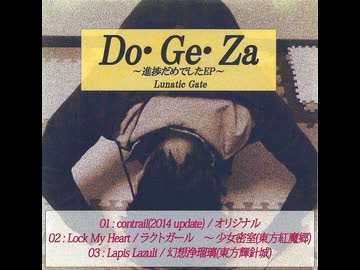 Do・Ge・Za
～進捗だめでしたEP～
Lunatic Gate
01 : contrail(2014 update) / オリジナル
02 : Lock My Heart / ラクトガール ～ 少女密室(東方紅魔郷)
03 : Lapis Lazuli / 幻想浄瑠璃(東方輝針城)